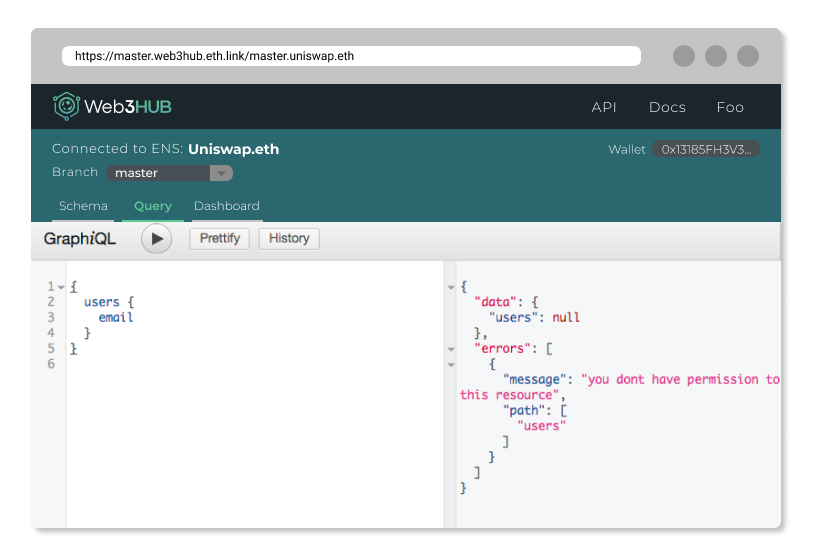 https://master.web3hub.eth.link/master.uniswap.eth
Web3HUB
API Docs Foo
Connected to ENS: Uniswap.eth
Wallet 0x13185FH3V3...
Branch master
Schema Query Dashboard
GraphiQL Prettify History
1 {
2 users {
3 email
4 }
5 }
6
{
"data": {
"users": null
},
"errors": [
{
"message": "you dont have permission to
this resource",
"path": [
"users"
]
}
]
}